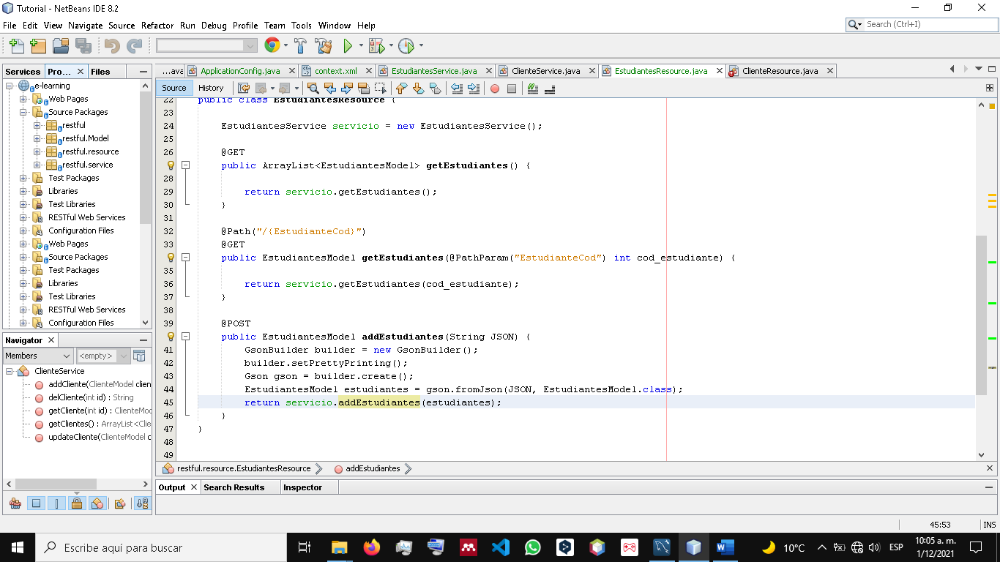 Tutorial - NetBeans IDE 8.2
File Edit View Navigate Source Refactor Run Debug Profile Team Tools Window Help
Search (Ctrl+I)
Services Pro... Files
e-learning
Web Pages
Source Packages
restful
restful.Model
restful.resource
restful.service
Test Packages
Libraries
Test Libraries
RESTful Web Services
Configuration Files
Web Pages
Source Packages
Test Packages
Libraries
Test Libraries
RESTful Web Services
Configuration Files
Navigator
Members <empty>
ClienteService
addCliente(ClienteModel clien
delCliente(int id) : String
getCliente(int id) : ClienteMod
getClientes() : ArrayList<Clie
updateCliente(ClienteModel c
...ava ApplicationConfig.java context.xml EstudiantesService.java ClienteService.java EstudiantesResource.java ClienteResource.java
Source History
22 public class EstudiantesResource {
23
24 EstudiantesService servicio = new EstudiantesService();
25
26 @GET
public ArrayList<EstudiantesModel> getEstudiantes() {
28
29 return servicio.getEstudiantes();
30 }
31
32 @Path("/{EstudianteCod}")
33 @GET
public EstudiantesModel getEstudiantes(@PathParam("EstudianteCod") int cod_estudiante) {
35
36 return servicio.getEstudiantes(cod_estudiante);
37 }
38
39 @POST
public EstudiantesModel addEstudiantes(String JSON) {
41 GsonBuilder builder = new GsonBuilder();
42 builder.setPrettyPrinting();
43 Gson gson = builder.create();
44 EstudiantesModel estudiantes = gson.fromJson(JSON, EstudiantesModel.class);
45 return servicio.addEstudiantes(estudiantes);
46 }
47 }
48
49
restful.resource.EstudiantesResource addEstudiantes
Output Search Results Inspector
45:53 INS
Escribe aquí para buscar
10°C ESP
10:05 a. m.
1/12/2021